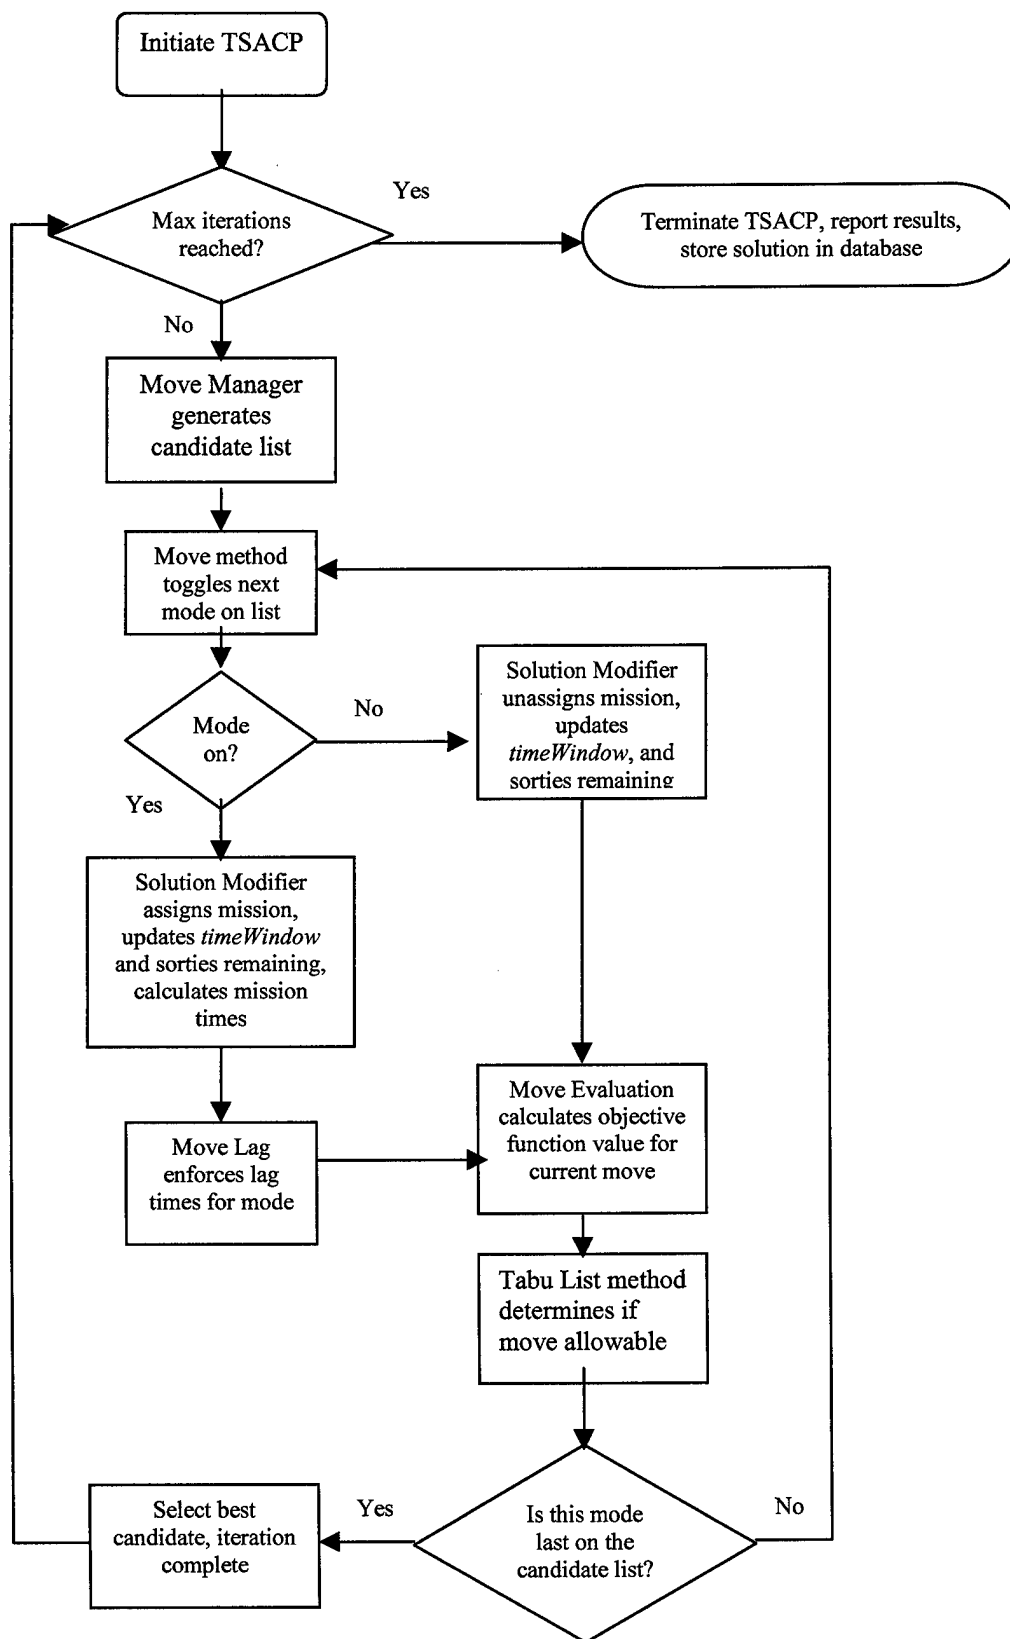 Initiate TSACP
Yes
Max iterations
reached?
Terminate TSACP, report results,
store solution in database
No
Move Manager
generates
candidate list
Move method
toggles next
mode on list
Solution Modifier
unassigns mission,
updates
timeWindow, and
sorties remaining
No
Mode
on?
Yes
Solution Modifier
assigns mission,
updates timeWindow
and sorties remaining,
calculates mission
times
Move Evaluation
calculates objective
function value for
current move
Move Lag
enforces lag
times for mode
Tabu List method
determines if
move allowable
Select best
candidate, iteration
complete
Yes
Is this mode
last on the
candidate list?
No